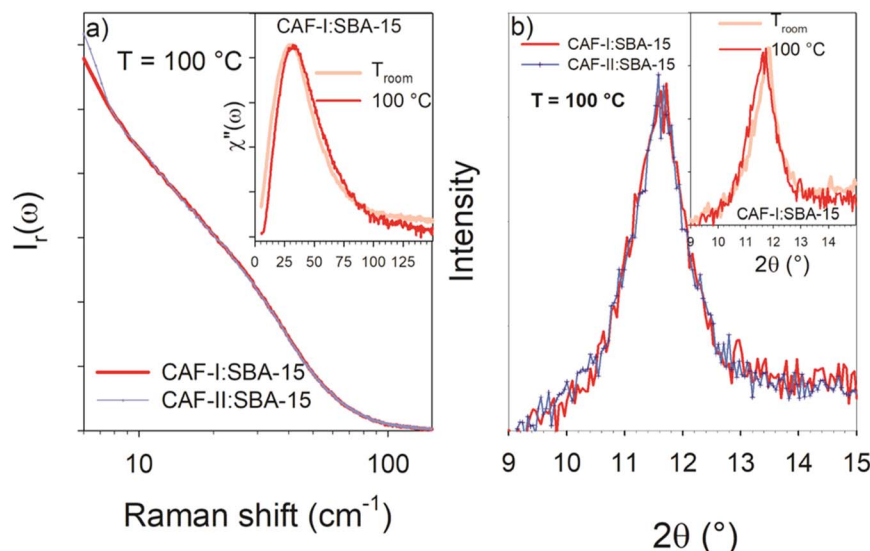 a)
CAF-I:SBA-15
T = 100 °C
T_room
100 °C
χ"(ω)
0 25 50 75 100 125
I_r(ω)
CAF-I:SBA-15
CAF-II:SBA-15
10 100
Raman shift (cm⁻¹)
b)
CAF-I:SBA-15
CAF-II:SBA-15
T = 100 °C
T_room
100 °C
CAF-I:SBA-15
9 10 11 12 13 14
2θ (°)
Intensity
9 10 11 12 13 14 15
2θ (°)